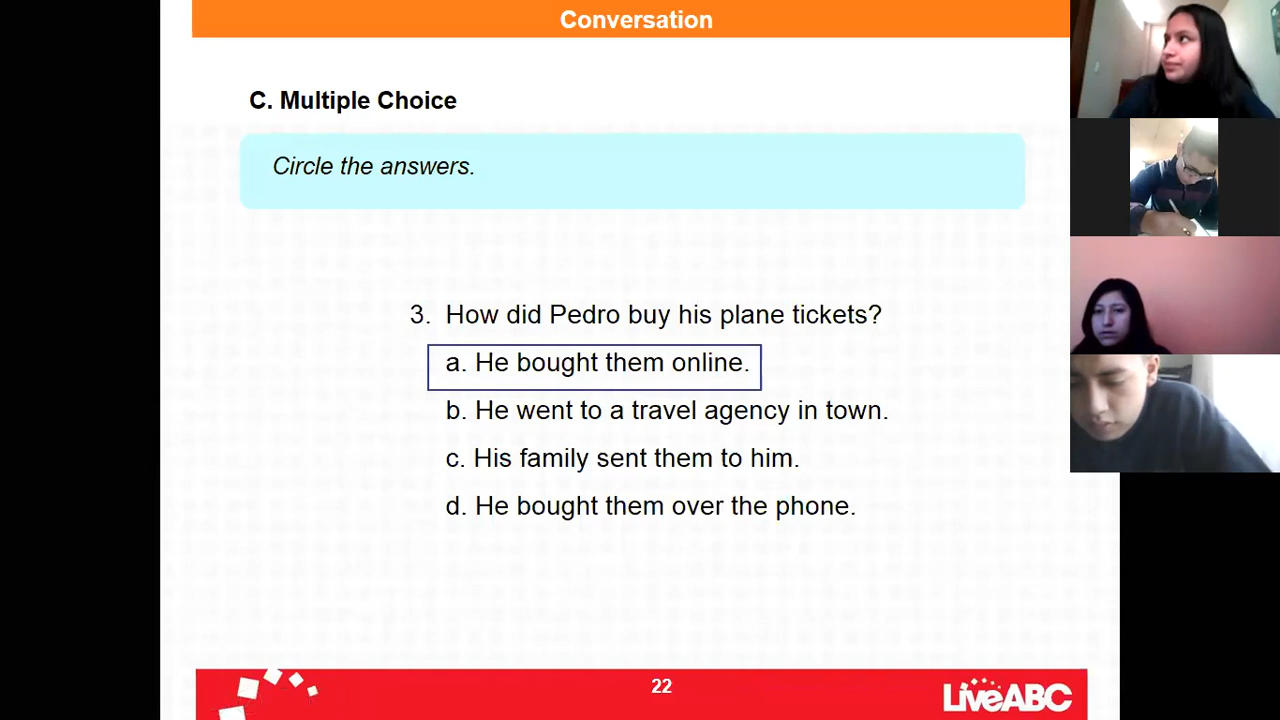 Conversation
C. Multiple Choice
Circle the answers.
3. How did Pedro buy his plane tickets?
a. He bought them online.
b. He went to a travel agency in town.
c. His family sent them to him.
d. He bought them over the phone.
22
LiveABC